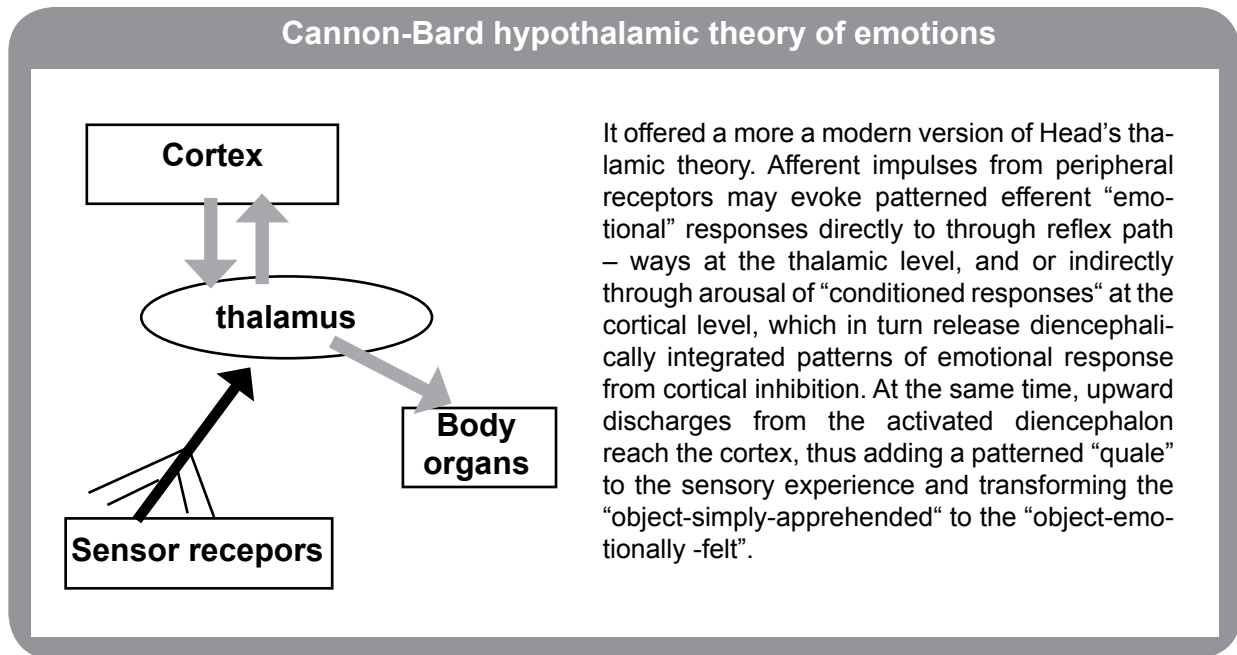 Cannon-Bard hypothalamic theory of emotions
Cortex
thalamus
Body
organs
Sensor recepors
It offered a more a modern version of Head’s tha-
lamic theory. Afferent impulses from peripheral
receptors may evoke patterned efferent “emo-
tional” responses directly to through reflex path
– ways at the thalamic level, and or indirectly
through arousal of “conditioned responses“ at the
cortical level, which in turn release diencephali-
cally integrated patterns of emotional response
from cortical inhibition. At the same time, upward
discharges from the activated diencephalon
reach the cortex, thus adding a patterned “quale”
to the sensory experience and transforming the
“object-simply-apprehended“ to the “object-emo-
tionally -felt”.